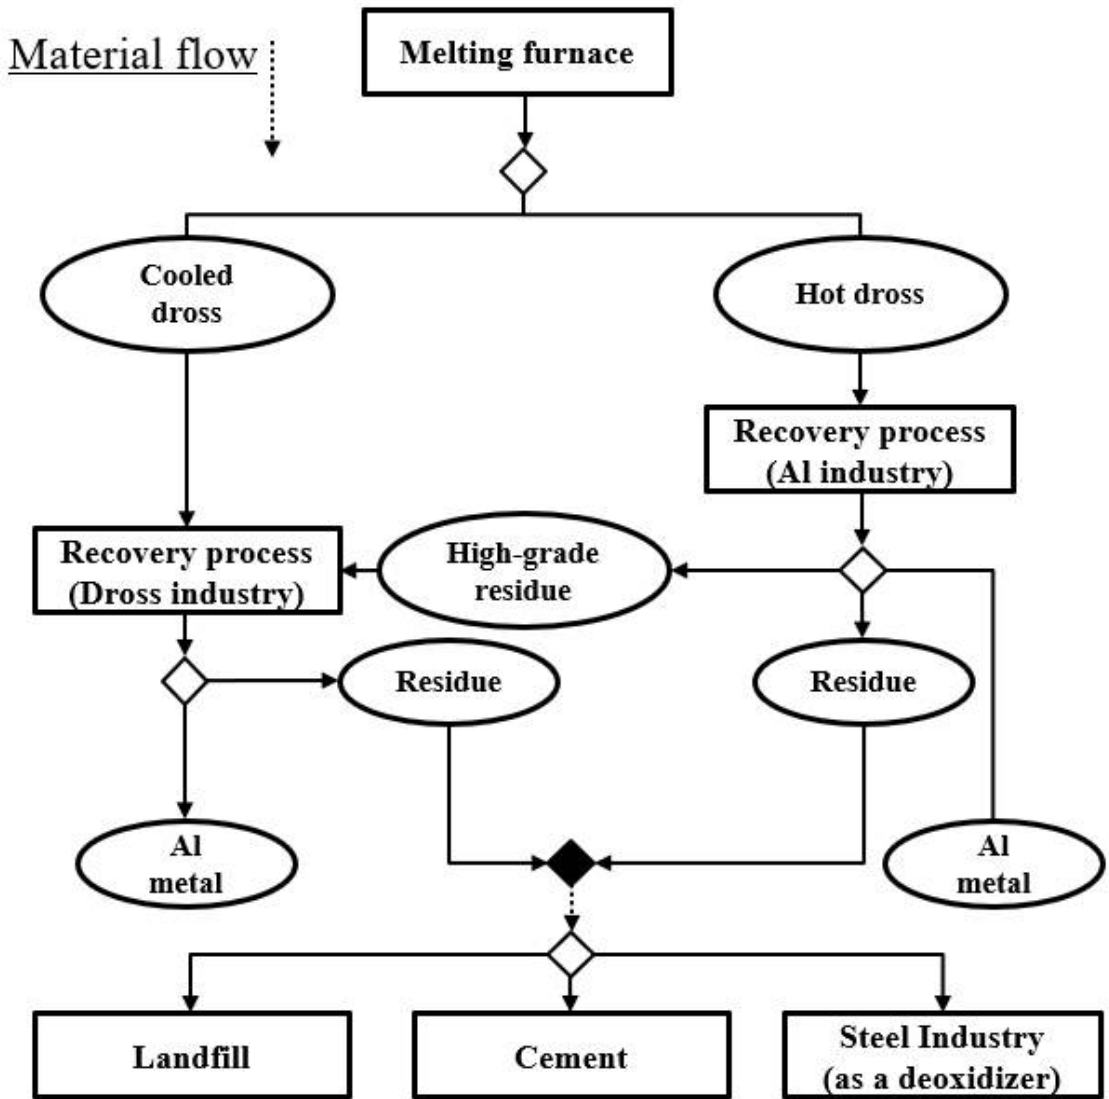 Material flow
Melting furnace
Cooled
dross
Hot dross
Recovery process
(Al industry)
Recovery process
(Dross industry)
High-grade
residue
Residue
Residue
Al
metal
Al
metal
Landfill
Cement
Steel Industry
(as a deoxidizer)